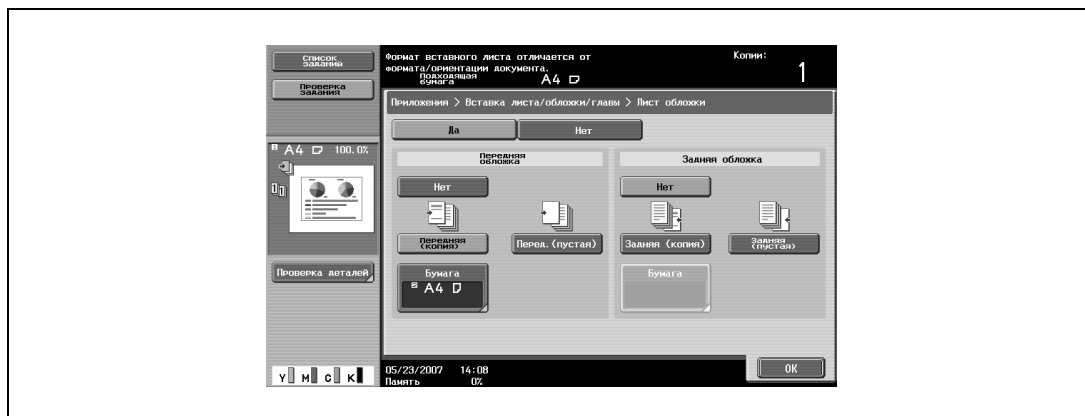 Список
заданий
Проверка
задания
Формат вставного листа отличается от
формата/ориентации документа.
Подходящая
бумага
A4
Копии:
1
Приложения > Вставка листа/обложки/главы > Лист обложки
Да
Нет
A4 100.0%
Передняя
обложка
Задняя обложка
Нет
Нет
Передняя
(копия)
Перед.(пустая)
Задняя (копия)
Задняя
(пустая)
Проверка деталей
Бумага
A4
Бумага
OK
05/23/2007 14:08
Память 0%
Y M C K